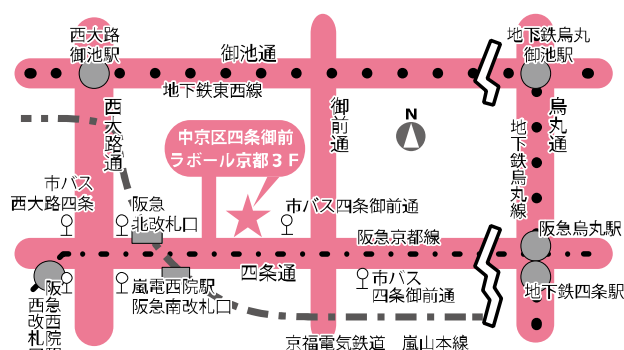 西大路
御池駅
御池通
地下鉄烏丸
御池駅
地下鉄東西線
西大路通
御前通
N
烏丸通
地下鉄烏丸線
中京区四条御前
ラボール京都３Ｆ
市バス
西大路四条
阪急
北改札口
市バス四条御前通
阪急京都線
阪急烏丸駅
四条通
嵐電西院駅
阪急南改札口
市バス
四条御前通
地下鉄四条駅
阪急西院駅
西改札口
京福電気鉄道　嵐山本線